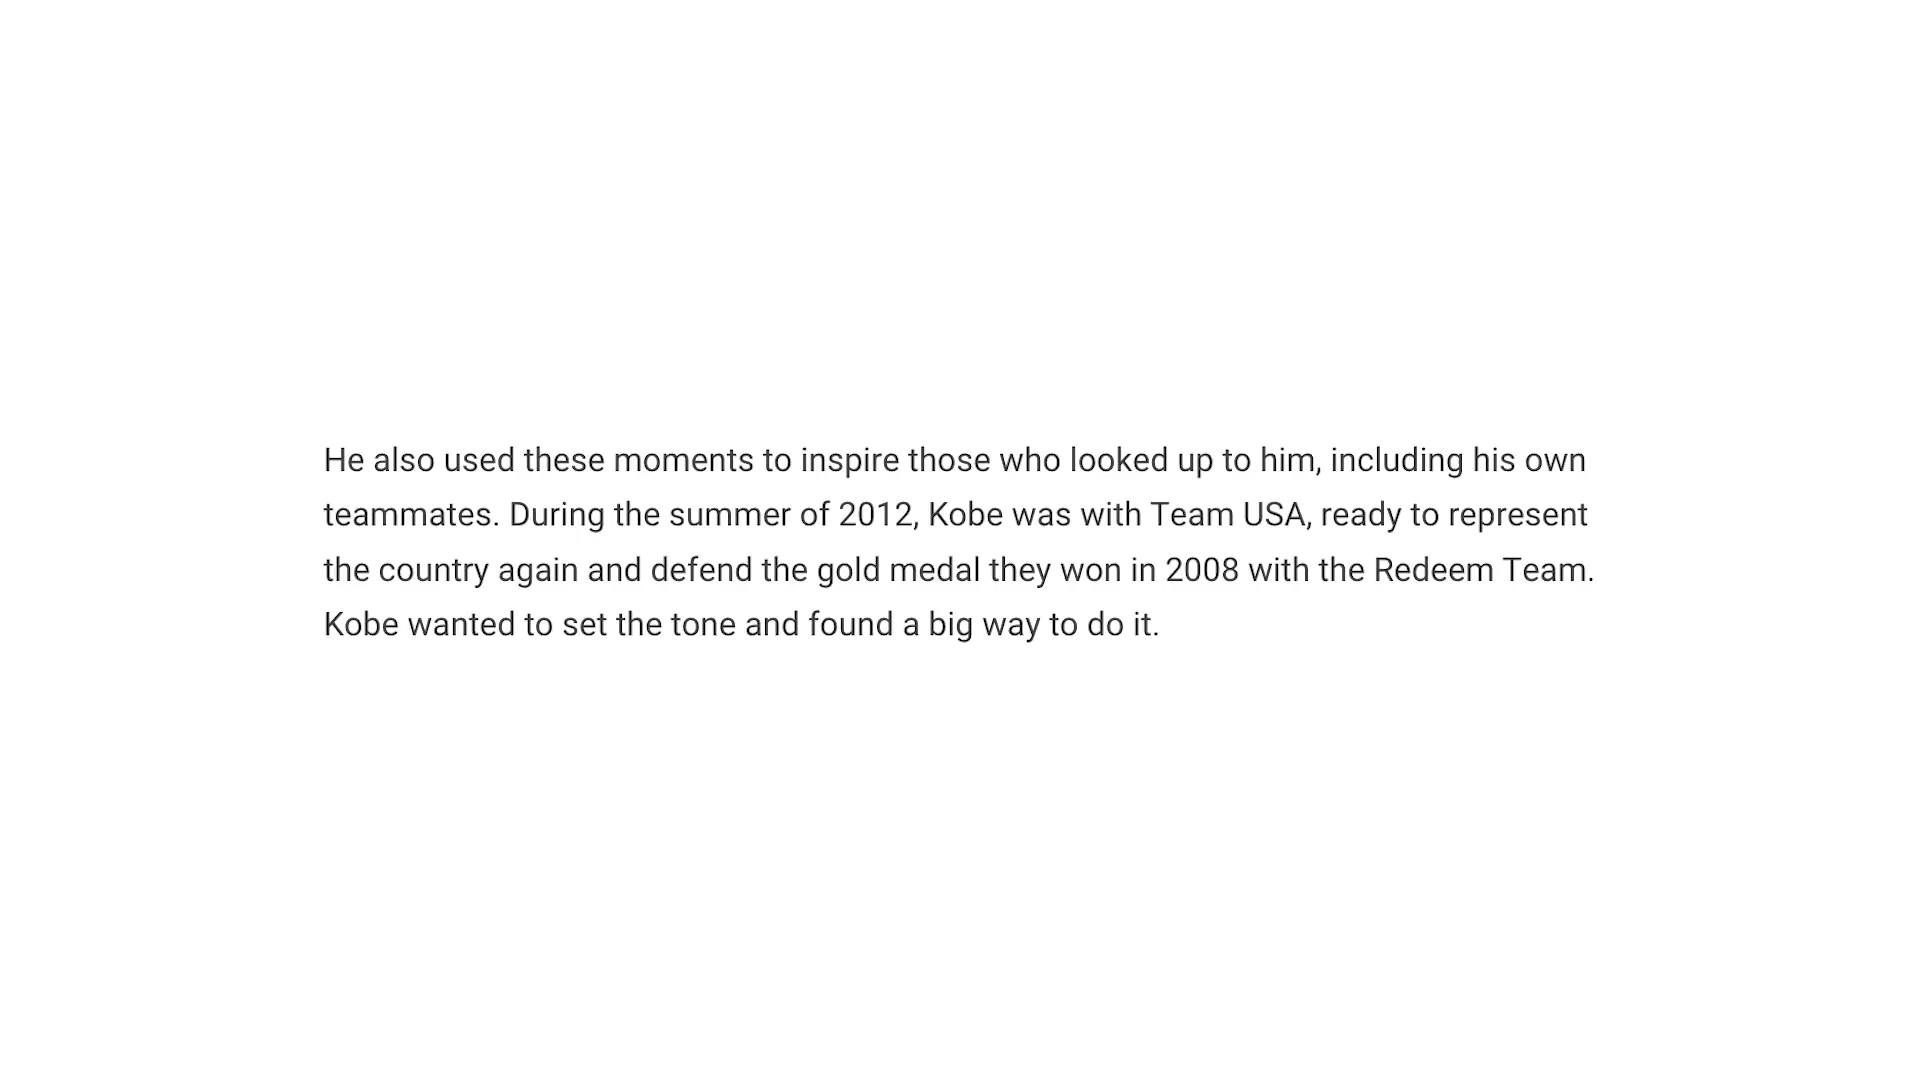 He also used these moments to inspire those who looked up to him, including his own
teammates. During the summer of 2012, Kobe was with Team USA, ready to represent
the country again and defend the gold medal they won in 2008 with the Redeem Team.
Kobe wanted to set the tone and found a big way to do it.